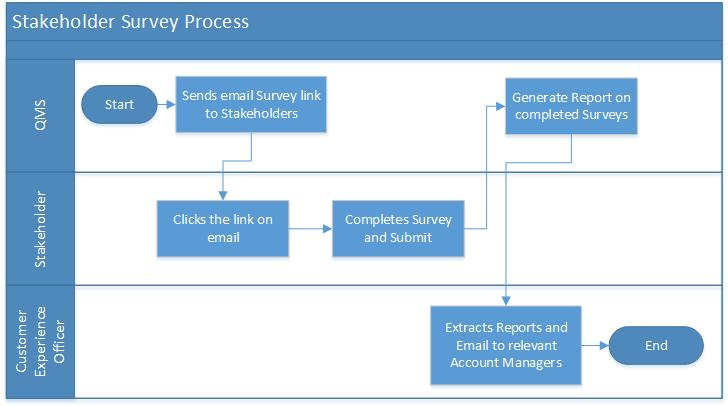 Stakeholder Survey Process
QMS
Start
Sends email Survey link
to Stakeholders
Generate Report on
completed Surveys
Stakeholder
Clicks the link on
email
Completes Survey
and Submit
Customer
Experience
Officer
Extracts Reports and
Email to relevant
Account Managers
End